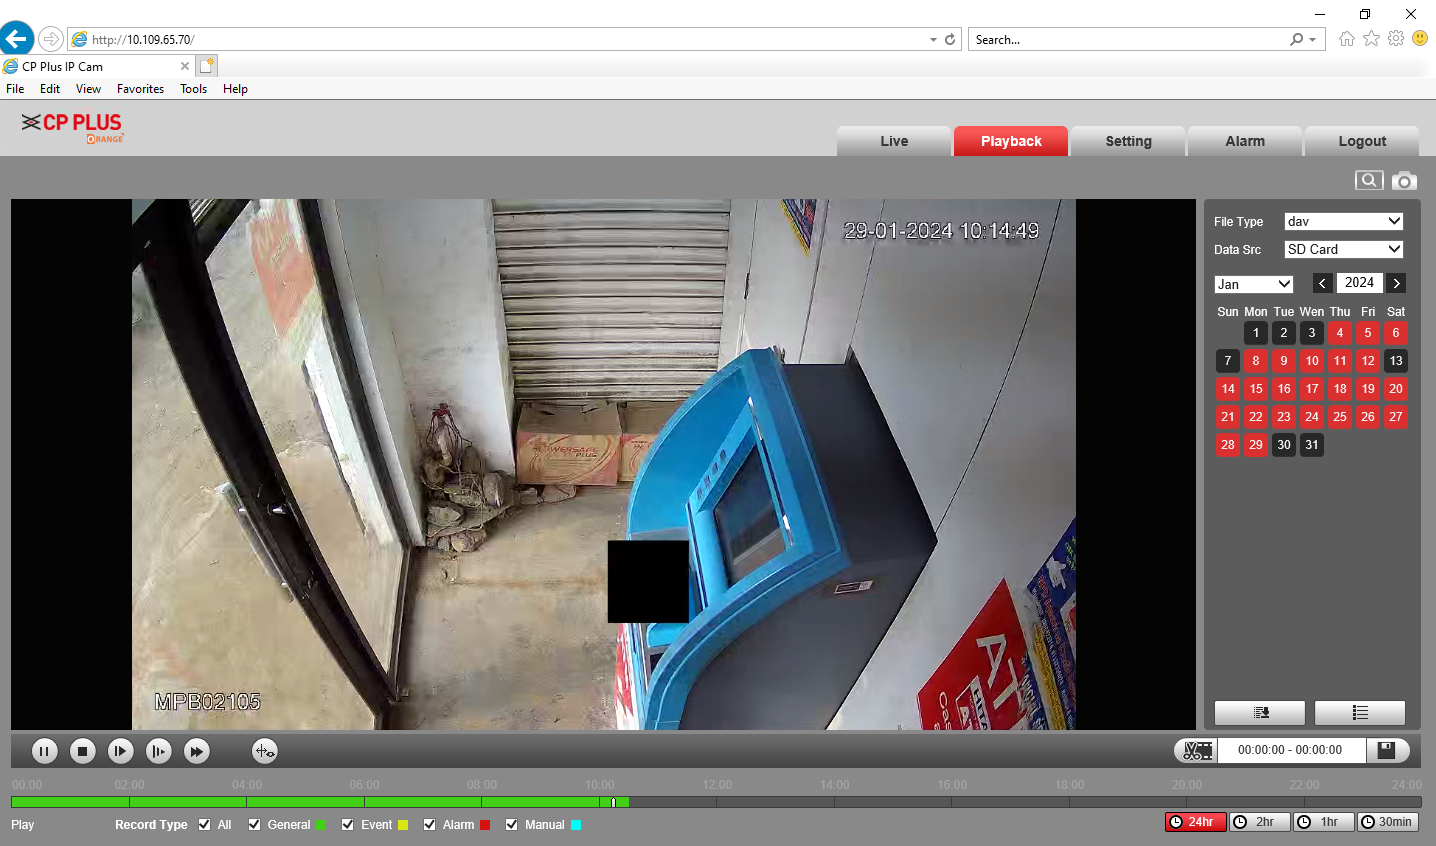 http://10.109.65.70/
Search...
CP Plus IP Cam
File Edit View Favorites Tools Help
CP PLUS
ORANGE
Live Playback Setting Alarm Logout
29-01-2024 10:14:49
File Type dav
Data Src SD Card
Jan 2024
Sun Mon Tue Wen Thu Fri Sat
1 2 3 4 5 6
7 8 9 10 11 12 13
14 15 16 17 18 19 20
21 22 23 24 25 26 27
28 29 30 31
POWERSAFE
PLUS
AT
HITA
MPB02105
00:00:00 - 00:00:00
00:00 02:00 04:00 06:00 08:00 10:00 12:00 14:00 16:00 18:00 20:00 22:00 24:00
Play Record Type All General Event Alarm Manual 24hr 2hr 1hr 30min